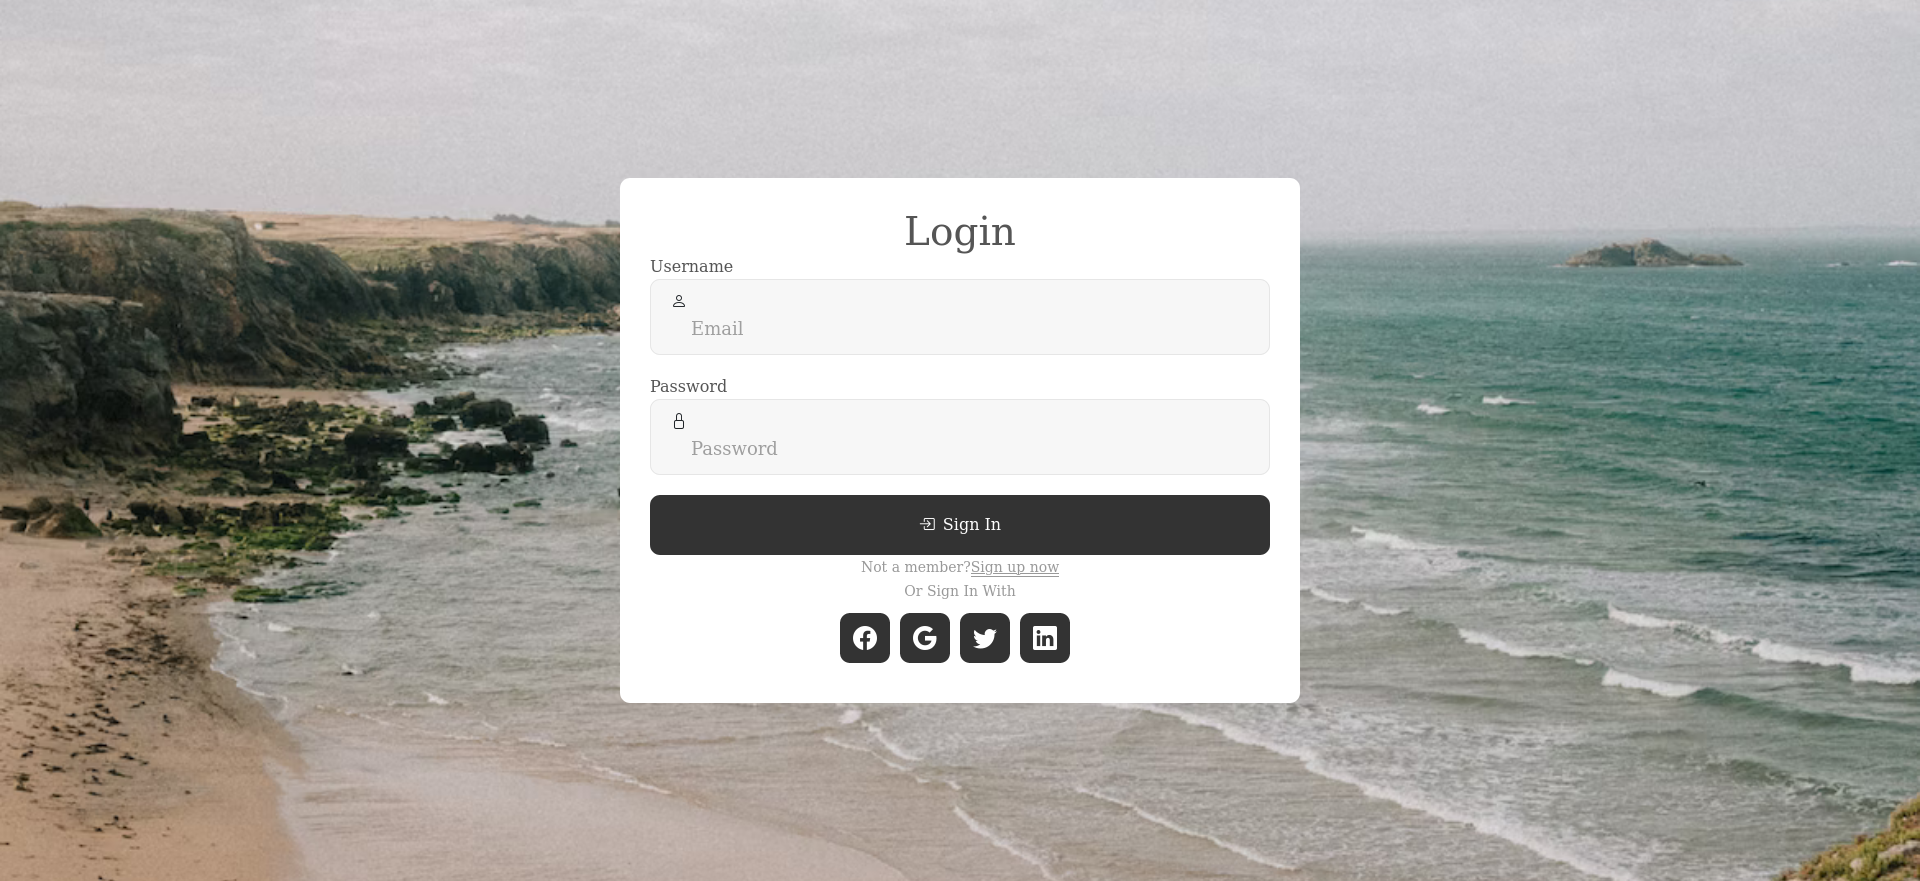 Login
Username
Email
Password
Password
Sign In
Not a member?Sign up now
Or Sign In With